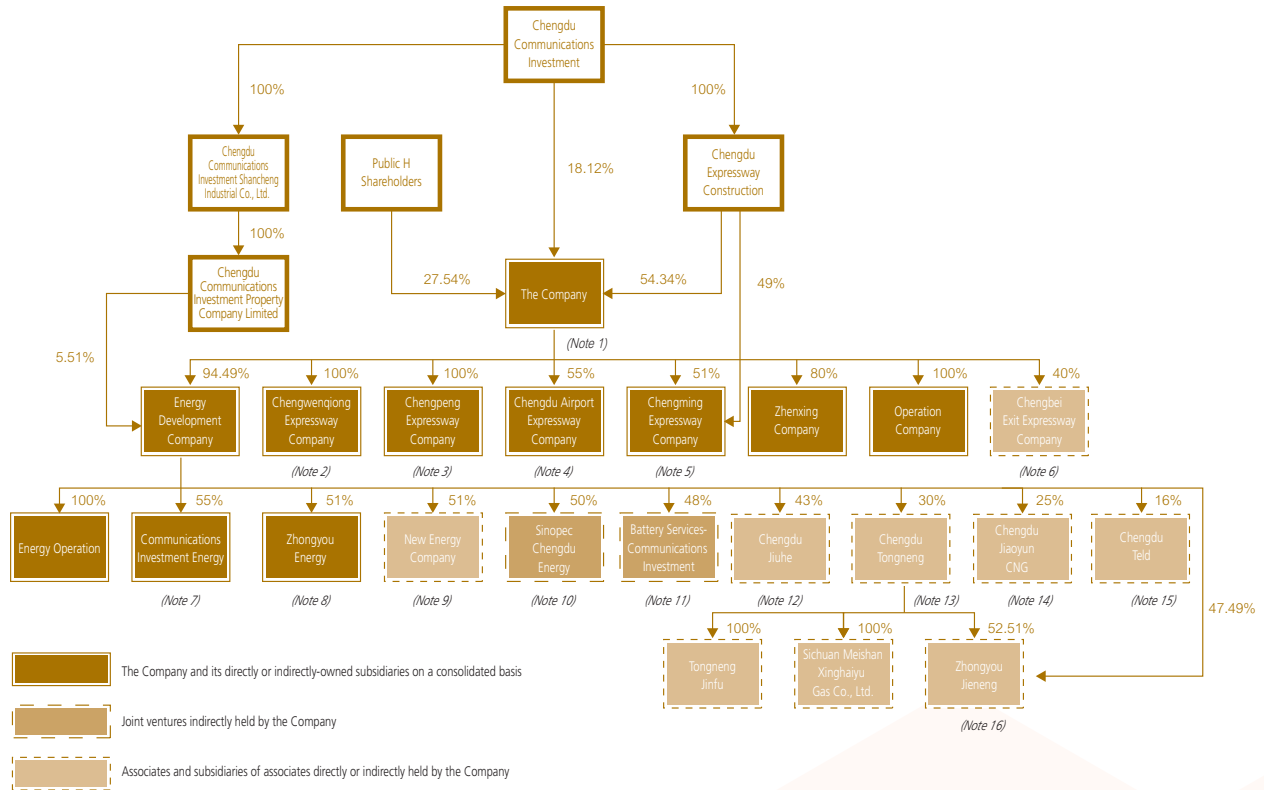 Chengdu
Communications
Investment
100%
100%
Chengdu
Communications
Investment Shancheng
Industrial Co., Ltd.
Public H
Shareholders
18.12%
Chengdu
Expressway
Construction
100%
Chengdu
Communications
Investment Property
Company Limited
27.54%
The Company
54.34%
49%
(Note 1)
5.51%
94.49%
100%
100%
55%
51%
80%
100%
40%
Energy
Development
Company
Chengwenqiong
Expressway
Company
Chengpeng
Expressway
Company
Chengdu Airport
Expressway
Company
Chengming
Expressway
Company
Zhenxing
Company
Operation
Company
Chengbei
Exit Expressway
Company
(Note 2)
(Note 3)
(Note 4)
(Note 5)
(Note 6)
100%
55%
51%
51%
50%
48%
43%
30%
25%
16%
Energy Operation
Communications
Investment Energy
Zhongyou
Energy
New Energy
Company
Sinopec
Chengdu
Energy
Battery Services-
Communications
Investment
Chengdu
Jiuhe
Chengdu
Tongneng
Chengdu
Jiaoyun
CNG
Chengdu
Teld
(Note 7)
(Note 8)
(Note 9)
(Note 10)
(Note 11)
(Note 12)
(Note 13)
(Note 14)
(Note 15)
47.49%
100%
100%
52.51%
Tongneng
Jinfu
Sichuan Meishan
Xinghaiyu
Gas Co., Ltd.
Zhongyou
Jieneng
(Note 16)
The Company and its directly or indirectly-owned subsidiaries on a consolidated basis
Joint ventures indirectly held by the Company
Associates and subsidiaries of associates directly or indirectly held by the Company